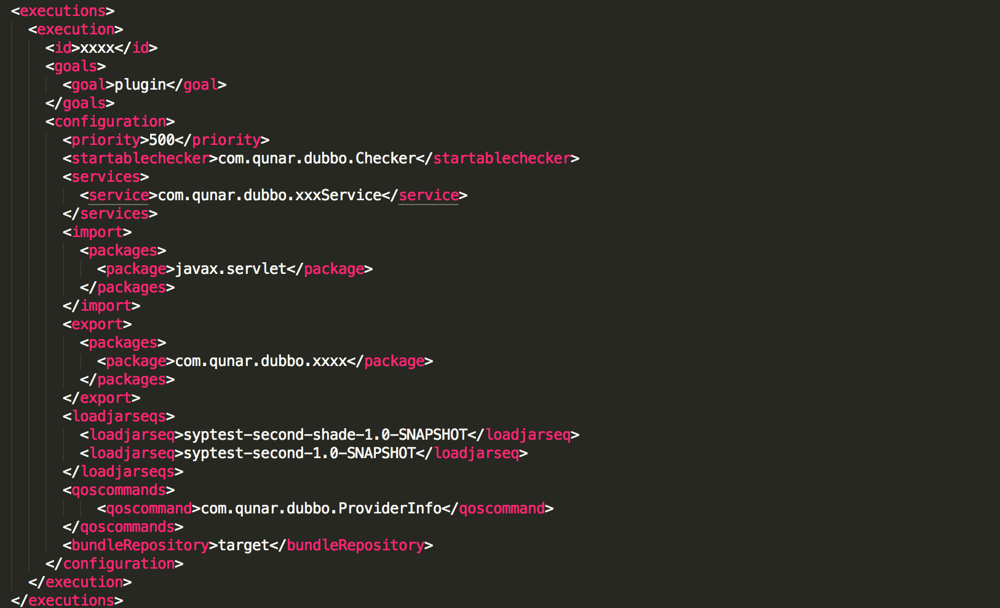 <executions>
<execution>
<id>xxxx</id>
<goals>
<goal>plugin</goal>
</goals>
<configuration>
<priority>500</priority>
<startablechecker>com.qunar.dubbo.Checker</startablechecker>
<services>
<service>com.qunar.dubbo.xxxService</service>
</services>
<import>
<packages>
<package>javax.servlet</package>
</packages>
</import>
<export>
<packages>
<package>com.qunar.dubbo.xxxx</package>
</packages>
</export>
<loadjarseqs>
<loadjarseq>syptest-second-shade-1.0-SNAPSHOT</loadjarseq>
<loadjarseq>syptest-second-1.0-SNAPSHOT</loadjarseq>
</loadjarseqs>
<qoscommands>
<qoscommand>com.qunar.dubbo.ProviderInfo</qoscommand>
</qoscommands>
<bundleRepository>target</bundleRepository>
</configuration>
</execution>
</executions>